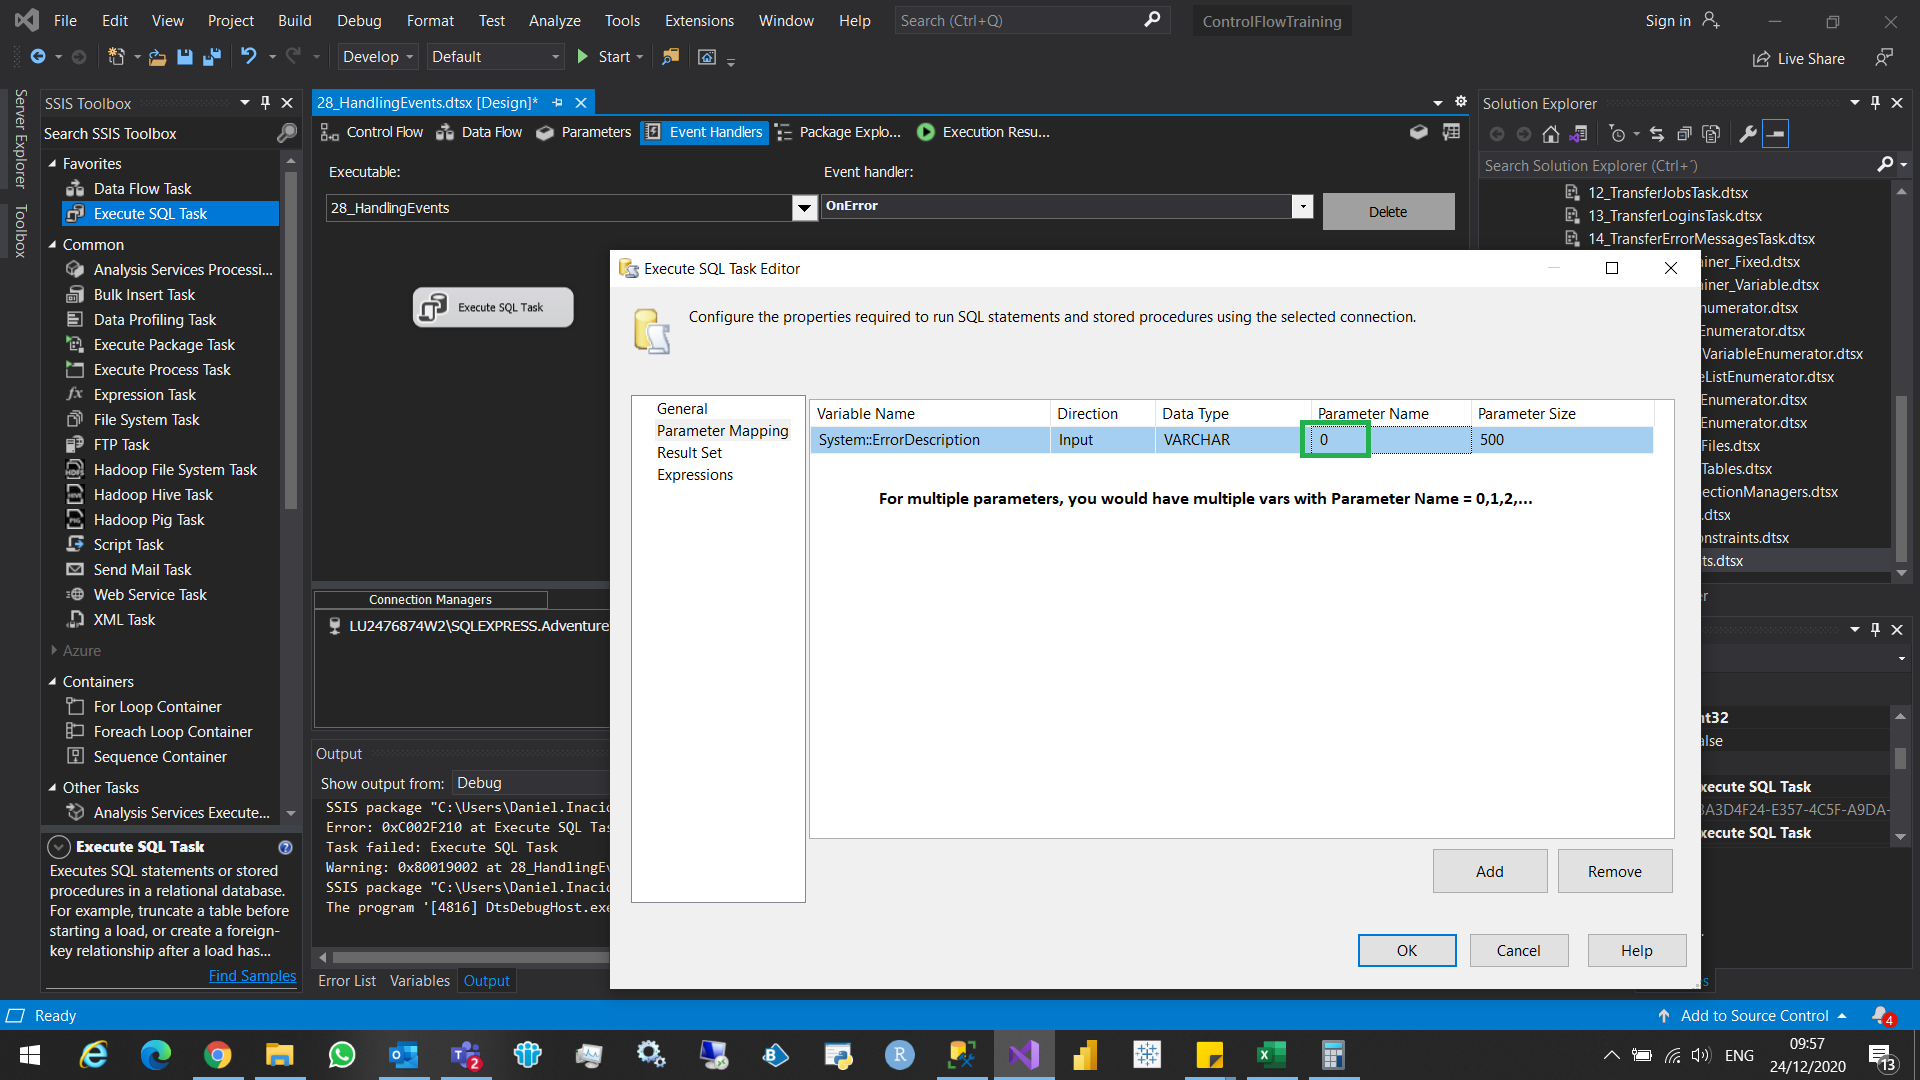 File Edit View Project Build Debug Format Test Analyze Tools Extensions Window Help Search (Ctrl+Q) ControlFlowTraining Sign in
Develop Default Start Live Share
Server Explorer
Toolbox
SSIS Toolbox
Search SSIS Toolbox
Favorites
Data Flow Task
Execute SQL Task
Common
Analysis Services Processi...
Bulk Insert Task
Data Profiling Task
Execute Package Task
Execute Process Task
Expression Task
File System Task
FTP Task
Hadoop File System Task
Hadoop Hive Task
Hadoop Pig Task
Script Task
Send Mail Task
Web Service Task
XML Task
Azure
Containers
For Loop Container
Foreach Loop Container
Sequence Container
Other Tasks
Analysis Services Execute...
Execute SQL Task
Executes SQL statements or stored
procedures in a relational database.
For example, truncate a table before
starting a load, or create a foreign-
key relationship after a load has...
Find Samples
28_HandlingEvents.dtsx [Design]*
Control Flow Data Flow Parameters Event Handlers Package Explo... Execution Resu...
Executable: Event handler:
28_HandlingEvents OnError Delete
Execute SQL Task
Connection Managers
LU2476874W2\SQLEXPRESS.Adventure
Output
Show output from: Debug
SSIS package "C:\Users\Daniel.Inacio
Error: 0xC002F210 at Execute SQL Tas
Task failed: Execute SQL Task
Warning: 0x80019002 at 28_HandlingEv
SSIS package "C:\Users\Daniel.Inacio
The program '[4816] DtsDebugHost.exe
Error List Variables Output
Execute SQL Task Editor
Configure the properties required to run SQL statements and stored procedures using the selected connection.
General
Parameter Mapping
Result Set
Expressions
Variable Name Direction Data Type Parameter Name Parameter Size
System::ErrorDescription Input VARCHAR 0 500
For multiple parameters, you would have multiple vars with Parameter Name = 0,1,2,...
Add Remove
OK Cancel Help
Solution Explorer
Search Solution Explorer (Ctrl+´)
12_TransferJobsTask.dtsx
13_TransferLoginsTask.dtsx
14_TransferErrorMessagesTask.dtsx
iner_Fixed.dtsx
iner_Variable.dtsx
numerator.dtsx
Enumerator.dtsx
VariableEnumerator.dtsx
eListEnumerator.dtsx
Enumerator.dtsx
Enumerator.dtsx
Files.dtsx
Tables.dtsx
ectionManagers.dtsx
.dtsx
onstraints.dtsx
ts.dtsx
er
nt32
alse
xecute SQL Task
3A3D4F24-E357-4C5F-A9DA-
xecute SQL Task
s
Ready Add to Source Control 4
2
ENG 09:57
24/12/2020 13